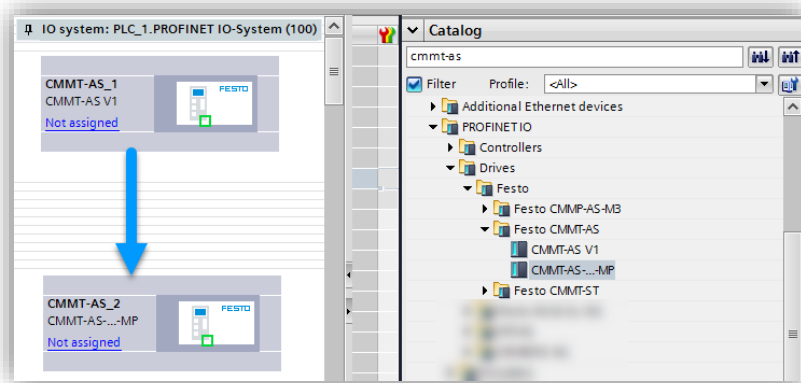 IO system: PLC_1.PROFINET IO-System (100)
CMMT-AS_1
CMMT-AS V1
Not assigned
FESTO
CMMT-AS_2
CMMT-AS-...-MP
Not assigned
FESTO
Catalog
cmmt-as
Filter Profile: <All>
Additional Ethernet devices
PROFINET IO
Controllers
Drives
Festo
Festo CMMP-AS-M3
Festo CMMT-AS
CMMT-AS V1
CMMT-AS-...-MP
Festo CMMT-ST